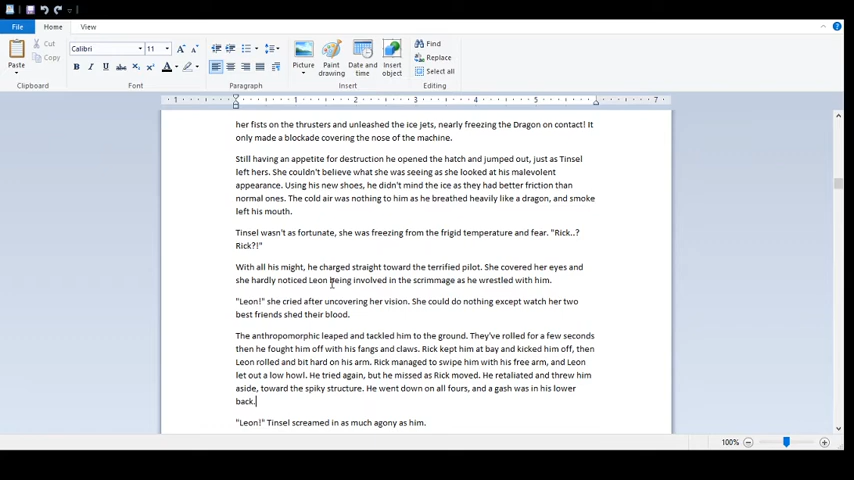 File Home View
Cut
Copy
Paste
Clipboard
Calibri 11
B I U abc X₂ X² A
Font
Paragraph
Picture
Paint drawing
Date and time
Insert object
Insert
Find
Replace
Select all
Editing
1 1 2 3 4 5 6 7
her fists on the thrusters and unleashed the ice jets, nearly freezing the Dragon on contact! It
only made a blockade covering the nose of the machine.
Still having an appetite for destruction he opened the hatch and jumped out, just as Tinsel
left hers. She couldn't believe what she was seeing as she looked at his malevolent
appearance. Using his new shoes, he didn't mind the ice as they had better friction than
normal ones. The cold air was nothing to him as he breathed heavily like a dragon, and smoke
left his mouth.
Tinsel wasn't as fortunate, she was freezing from the frigid temperature and fear. "Rick..?
Rick?!"
With all his might, he charged straight toward the terrified pilot. She covered her eyes and
she hardly noticed Leon being involved in the scrimmage as he wrestled with him.
"Leon!" she cried after uncovering her vision. She could do nothing except watch her two
best friends shed their blood.
The anthropomorphic leaped and tackled him to the ground. They've rolled for a few seconds
then he fought him off with his fangs and claws. Rick kept him at bay and kicked him off, then
Leon rolled and bit hard on his arm. Rick managed to swipe him with his free arm, and Leon
let out a low howl. He tried again, but he missed as Rick moved. He retaliated and threw him
aside, toward the spiky structure. He went down on all fours, and a gash was in his lower
back.
"Leon!" Tinsel screamed in as much agony as him.
100%